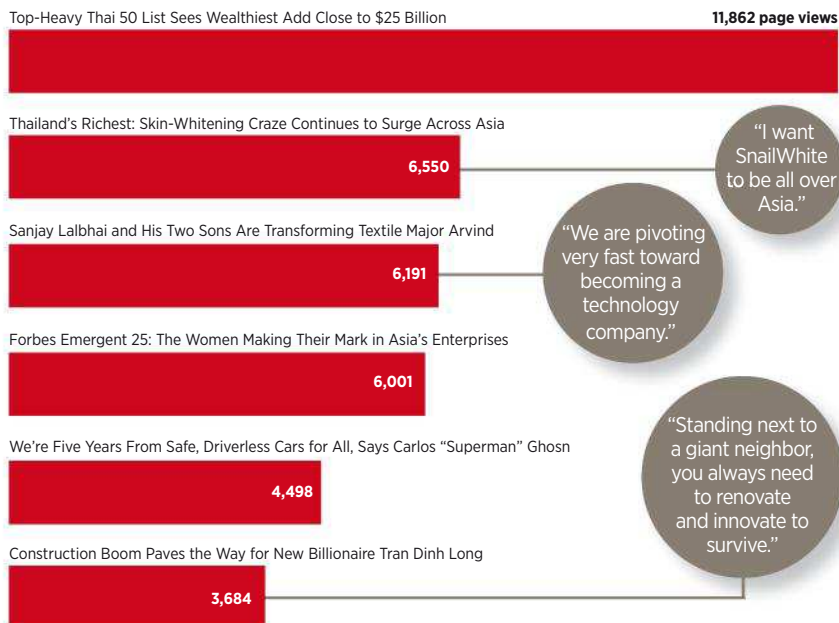 Top-Heavy Thai 50 List Sees Wealthiest Add Close to $25 Billion
11,862 page views
Thailand's Richest: Skin-Whitening Craze Continues to Surge Across Asia
6,550
“I want
SnailWhite
to be all over
Asia.”
Sanjay Lalbhai and His Two Sons Are Transforming Textile Major Arvind
6,191
“We are pivoting
very fast toward
becoming a
technology
company.”
Forbes Emergent 25: The Women Making Their Mark in Asia's Enterprises
6,001
We're Five Years From Safe, Driverless Cars for All, Says Carlos “Superman” Ghosn
4,498
Construction Boom Paves the Way for New Billionaire Tran Dinh Long
3,684
“Standing next to
a giant neighbor,
you always need
to renovate
and innovate to
survive.”